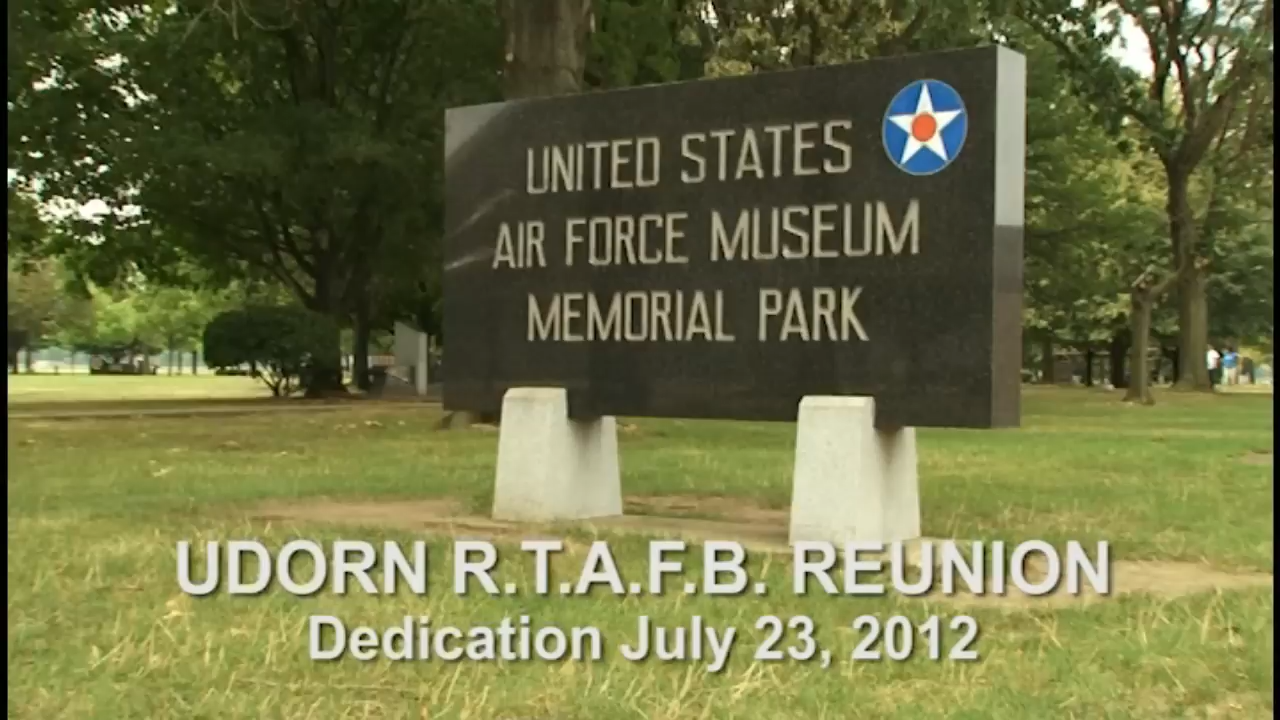 UNITED STATES
AIR FORCE MUSEUM
MEMORIAL PARK
UDORN R.T.A.F.B. REUNION
Dedication July 23, 2012